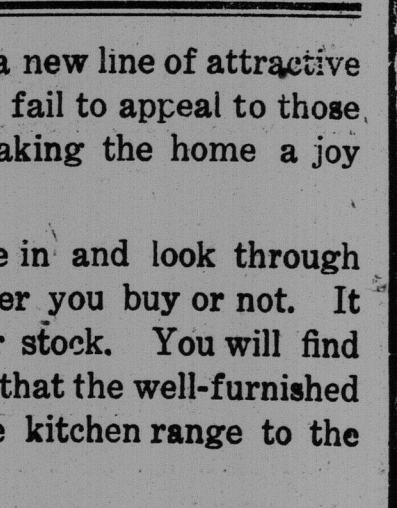 a new line of attractive
fail to appeal to those
aking the home a joy
e in and look through
er you buy or not. It
r stock. You will find
that the well-furnished
e kitchen range to the